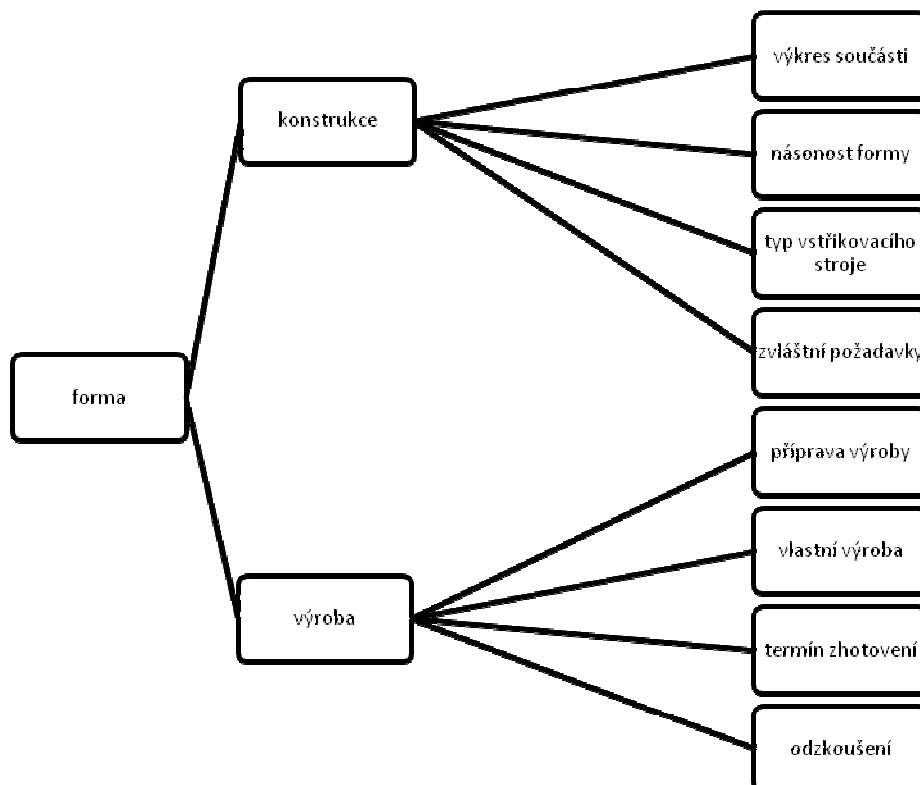 výkres součásti
konstrukce
násonost formy
typ vstřikovacího
stroje
zvláštní požadavky
forma
příprava výroby
vlastní výroba
výroba
termín zhotovení
odzkoušení